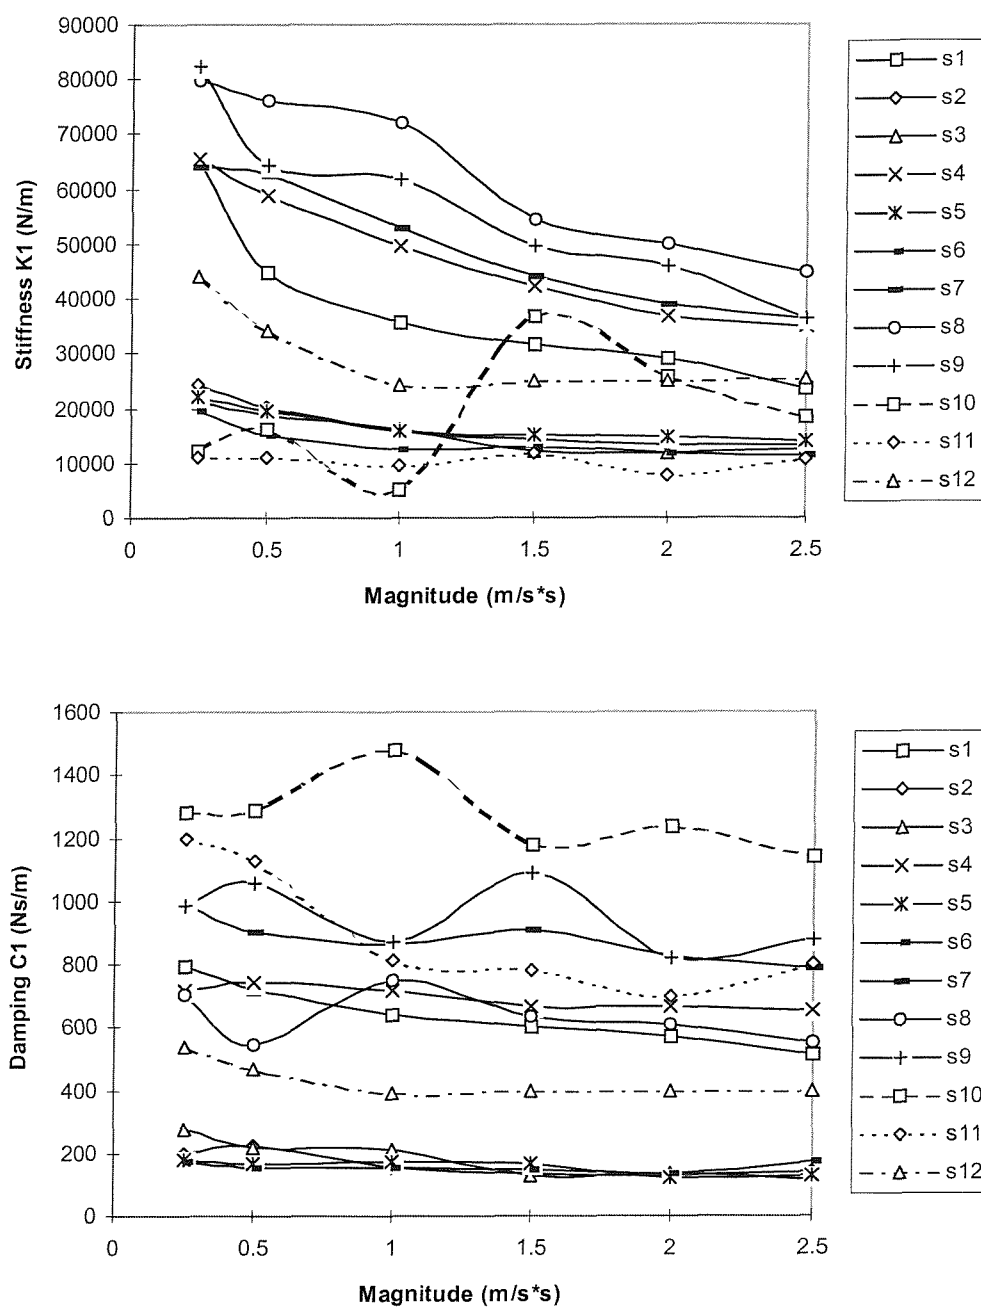 90000
80000
70000
60000
50000
40000
30000
20000
10000
0
Stiffness K1 (N/m)
0
0.5
1
1.5
2
2.5
Magnitude (m/s*s)
s1
s2
s3
s4
s5
s6
s7
s8
s9
s10
s11
s12
1600
1400
1200
1000
800
600
400
200
0
Damping C1 (Ns/m)
0
0.5
1
1.5
2
2.5
Magnitude (m/s*s)
s1
s2
s3
s4
s5
s6
s7
s8
s9
s10
s11
s12